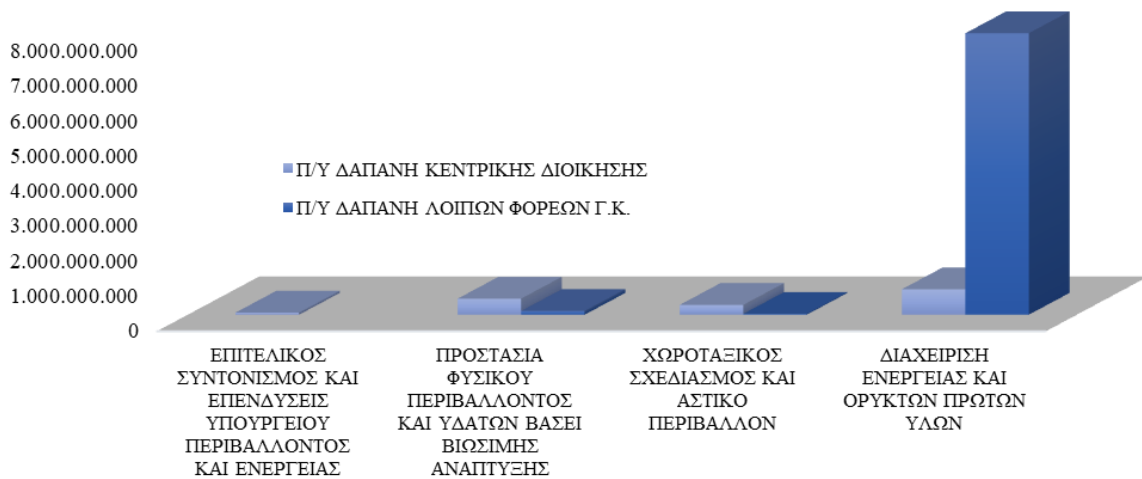 8.000.000.000
7.000.000.000
6.000.000.000
5.000.000.000
4.000.000.000
3.000.000.000
2.000.000.000
1.000.000.000
0
Π/Υ ΔΑΠΑΝΗ ΚΕΝΤΡΙΚΗΣ ΔΙΟΙΚΗΣΗΣ
Π/Υ ΔΑΠΑΝΗ ΛΟΙΠΩΝ ΦΟΡΕΩΝ Γ.Κ.
ΕΠΙΤΕΛΙΚΟΣ
ΣΥΝΤΟΝΙΣΜΟΣ ΚΑΙ
ΕΠΕΝΔΥΣΕΙΣ
ΥΠΟΥΡΓΕΙΟΥ
ΠΕΡΙΒΑΛΛΟΝΤΟΣ
ΚΑΙ ΕΝΕΡΓΕΙΑΣ
ΠΡΟΣΤΑΣΙΑ
ΦΥΣΙΚΟΥ
ΠΕΡΙΒΑΛΛΟΝΤΟΣ
ΚΑΙ ΥΔΑΤΩΝ ΒΑΣΕΙ
ΒΙΩΣΙΜΗΣ
ΑΝΑΠΤΥΞΗΣ
ΧΩΡΟΤΑΞΙΚΟΣ
ΣΧΕΔΙΑΣΜΟΣ ΚΑΙ
ΑΣΤΙΚΟ
ΠΕΡΙΒΑΛΛΟΝ
ΔΙΑΧΕΙΡΙΣΗ
ΕΝΕΡΓΕΙΑΣ ΚΑΙ
ΟΡΥΚΤΩΝ ΠΡΩΤΩΝ
ΥΛΩΝ